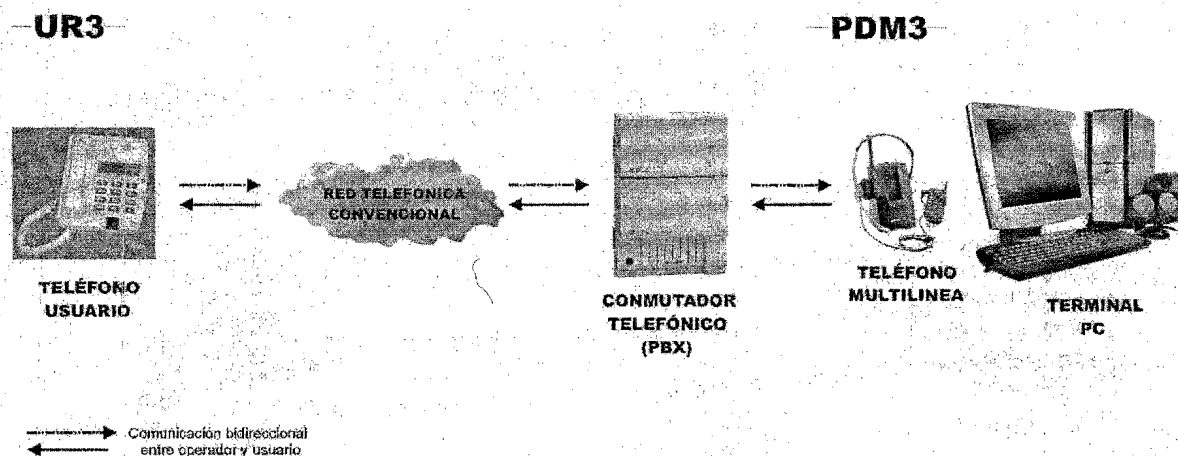 UR3
PDM3
RED TELEFONICA
CONVENCIONAL
TELÉFONO
USUARIO
CONMUTADOR
TELEFÓNICO
(PBX)
TELÉFONO
MULTILINEA
TERMINAL
PC
Comunicación bidireccional
entre operador y usuario